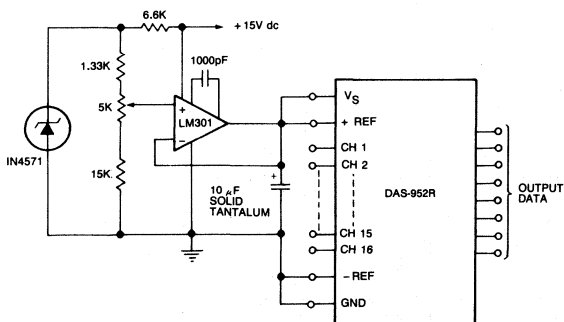 6.6K
+ 15V dc
1.33K
1000pF
5K
+
LM301
−
IN4571
15K
+
10 μF
SOLID
TANTALUM
VS
+ REF
CH 1
CH 2
CH 15
CH 16
− REF
GND
DAS-952R
OUTPUT
DATA